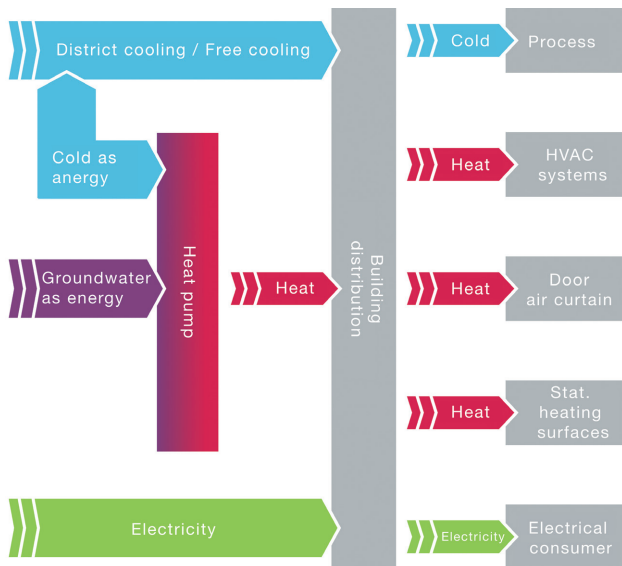 District cooling / Free cooling
Cold as
anergy
Groundwater
as energy
Heat pump
Heat
Building
distribution
Electricity
Cold
Process
Heat
HVAC
systems
Heat
Door
air curtain
Heat
Stat.
heating
surfaces
Electricity
Electrical
consumer